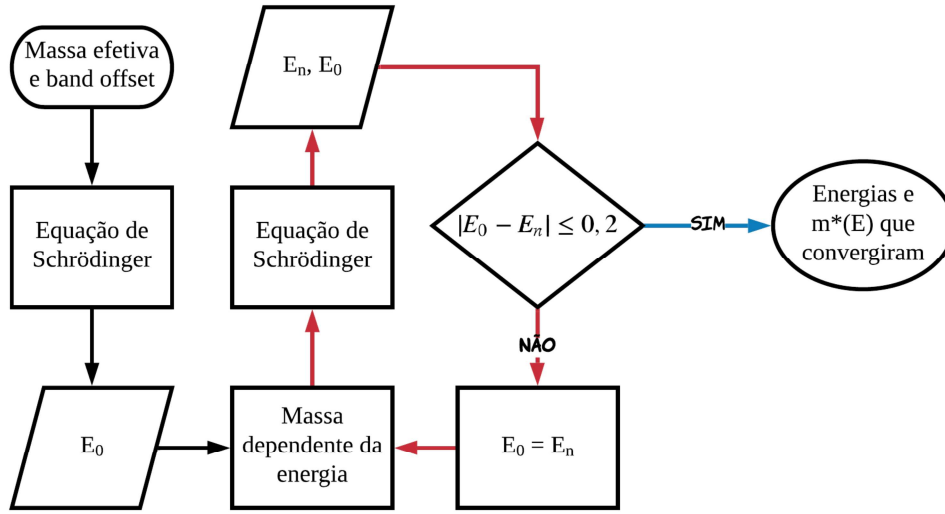 Massa efetiva
e band offset
Equação de
Schrödinger
E₀
Massa
dependente da
energia
Equação de
Schrödinger
Eₙ, E₀
|E₀ − Eₙ| ≤ 0, 2
SIM
Energias e
m*(E) que
convergiram
NÃO
E₀ = Eₙ